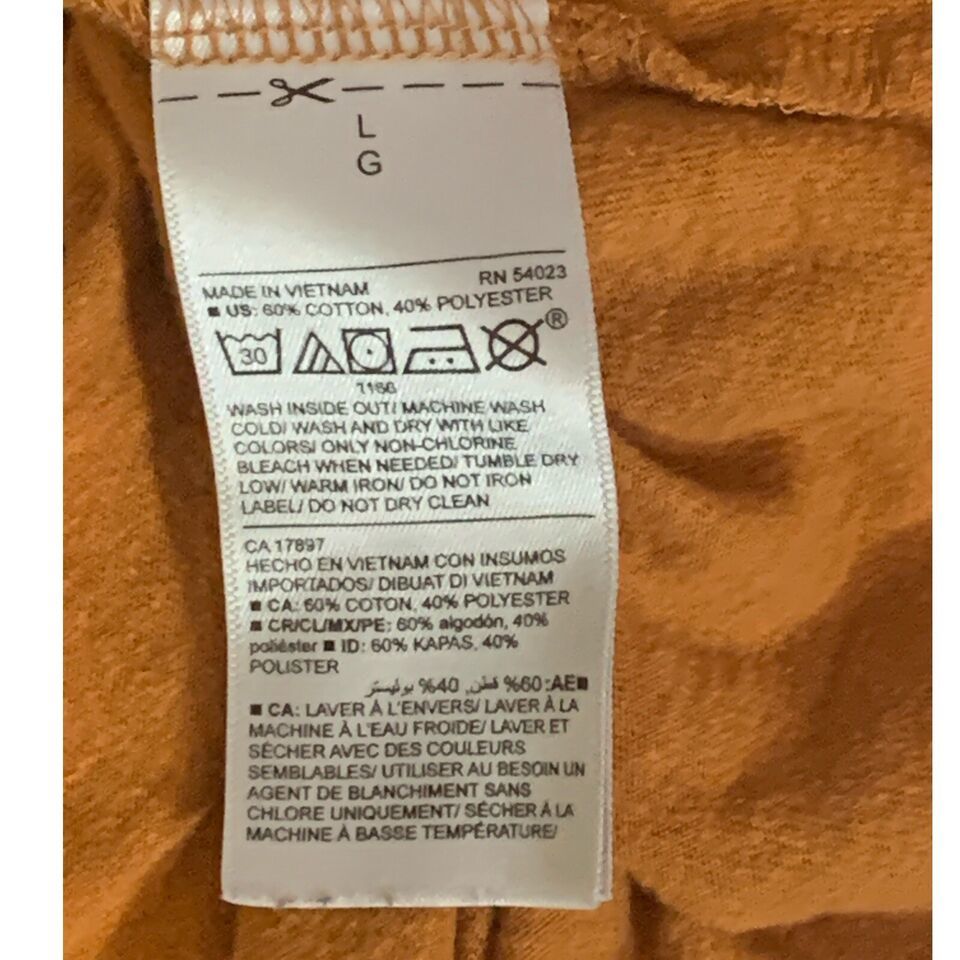 L
G
RN 54023
MADE IN VIETNAM
■ US: 60% COTTON, 40% POLYESTER
30
®
1166
WASH INSIDE OUT/ MACHINE WASH
COLD/ WASH AND DRY WITH LIKE
COLORS/ ONLY NON-CHLORINE
BLEACH WHEN NEEDED/ TUMBLE DRY
LOW/ WARM IRON/ DO NOT IRON
LABEL/ DO NOT DRY CLEAN
CA 17897
HECHO EN VIETNAM CON INSUMOS
IMPORTADOS/ DIBUAT DI VIETNAM
■ CA: 60% COTON, 40% POLYESTER
■ CR/CL/MX/PE: 60% algodón, 40%
poliéster ■ ID: 60% KAPAS, 40%
POLISTER
■AE: 60% قطن, 40% بوليستر
■ CA: LAVER À L'ENVERS/ LAVER À LA
MACHINE À L'EAU FROIDE/ LAVER ET
SÉCHER AVEC DES COULEURS
SEMBLABLES/ UTILISER AU BESOIN UN
AGENT DE BLANCHIMENT SANS
CHLORE UNIQUEMENT/ SÉCHER À LA
MACHINE À BASSE TEMPÉRATURE/